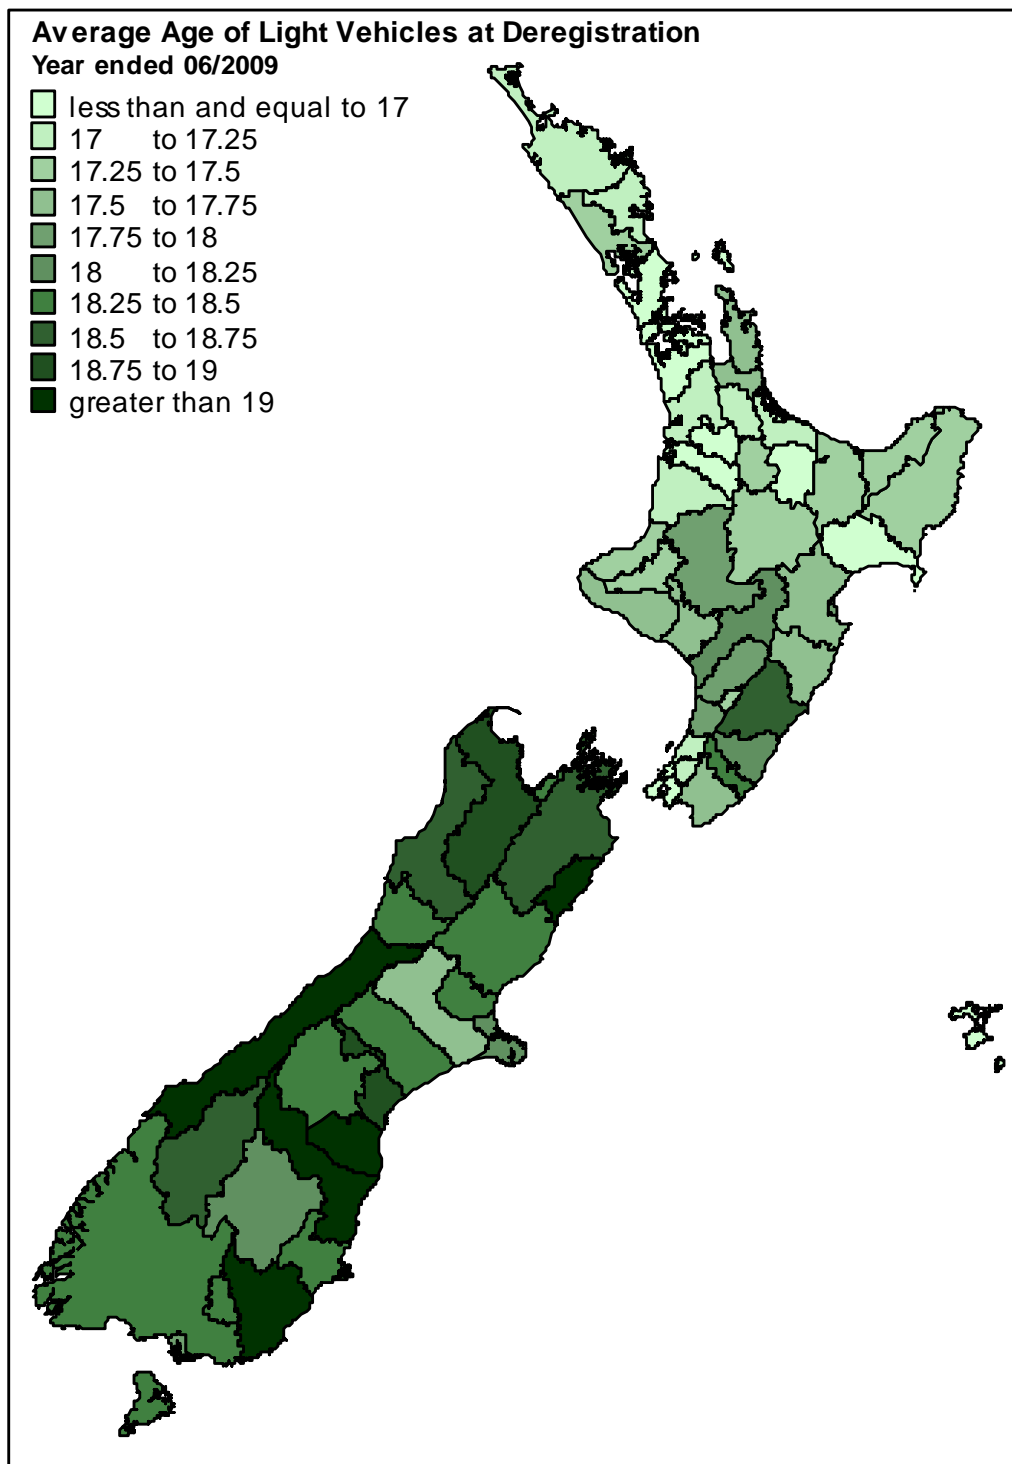 Average Age of Light Vehicles at Deregistration
Year ended 06/2009
less than and equal to 17
17 to 17.25
17.25 to 17.5
17.5 to 17.75
17.75 to 18
18 to 18.25
18.25 to 18.5
18.5 to 18.75
18.75 to 19
greater than 19